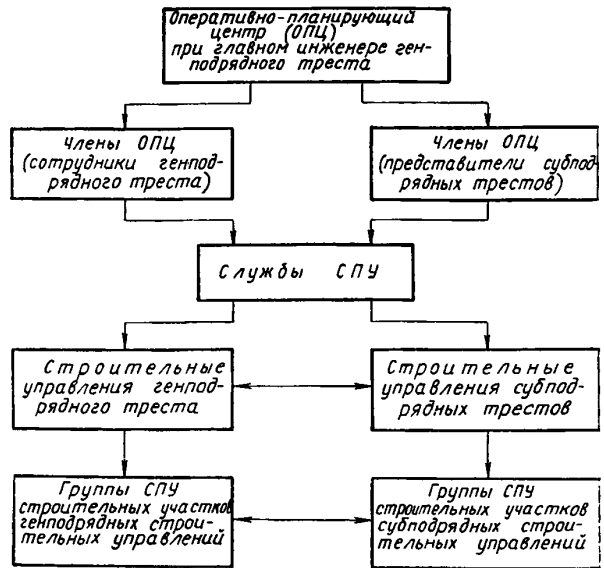 Оперативно-планирующий
центр (ОПЦ)
при главном инженере ген-
подрядного треста
Члены ОПЦ
(сотрудники генпод-
рядного треста)
Члены ОПЦ
(представители субпод-
рядных трестов)
Службы СПУ
Строительные
управления генпод-
рядного треста
Строительные
управления субпод-
рядных трестов
Группы СПУ
строительных участков
генподрядных строи-
тельных управлений
Группы СПУ
строительных участков
субподрядных строи-
тельных управлений